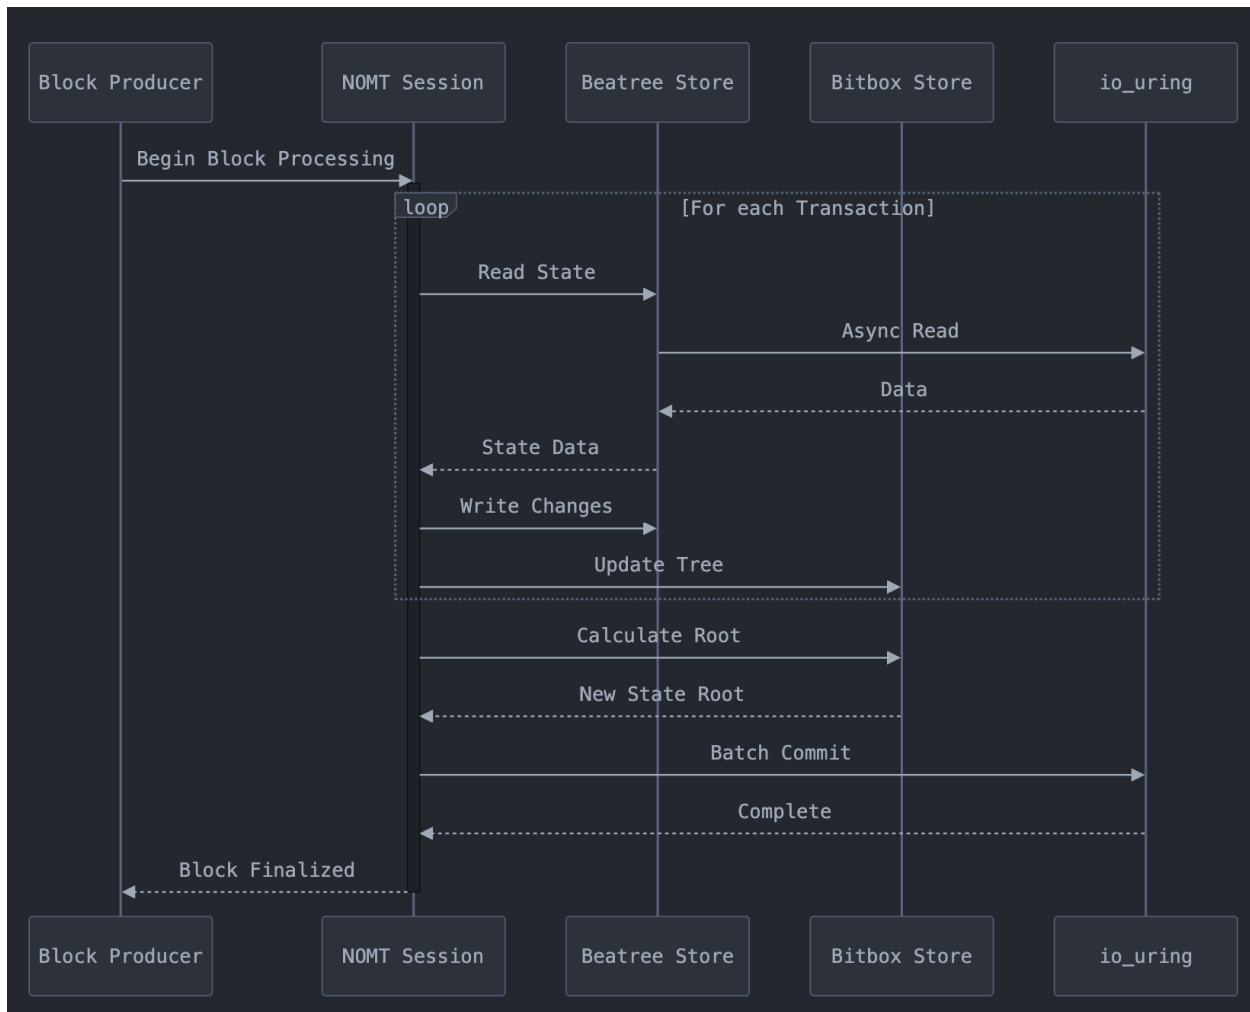 Block Producer
NOMT Session
Beatree Store
Bitbox Store
io_uring
Begin Block Processing
loop
[For each Transaction]
Read State
Async Read
Data
State Data
Write Changes
Update Tree
Calculate Root
New State Root
Batch Commit
Complete
Block Finalized
Block Producer
NOMT Session
Beatree Store
Bitbox Store
io_uring